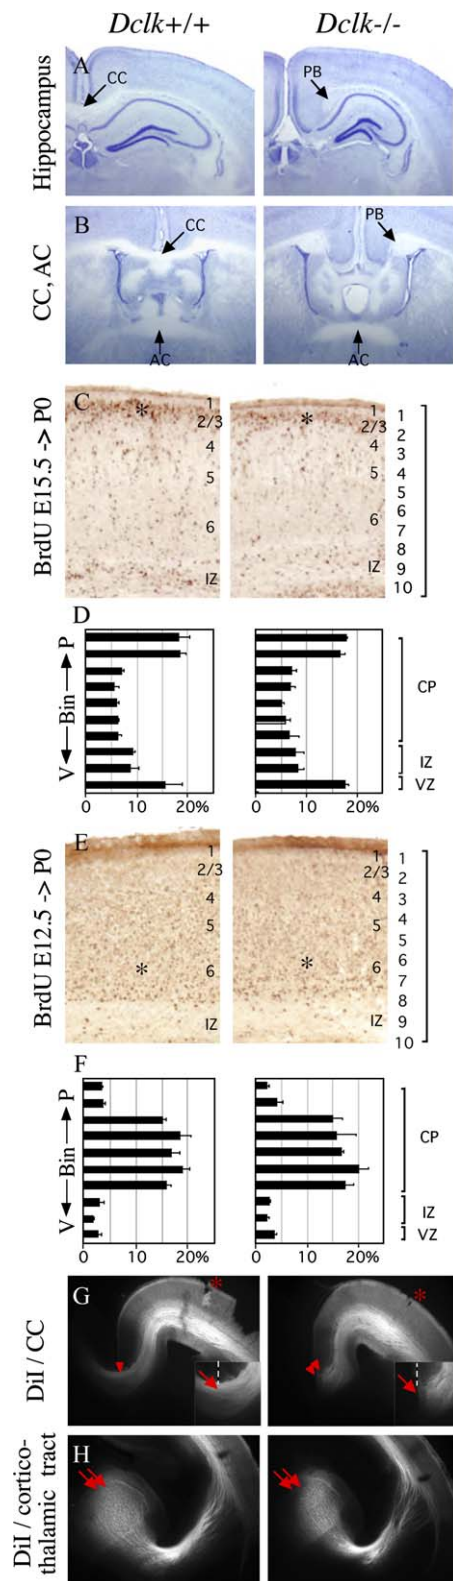 Dclk+/+ Dclk-/-
Hippocampus
A CC PB
CC, AC
B CC PB
AC AC
BrdU E15.5 -> P0
C * *
1 1 1
2/3 2/3 2
4 4 3
5 5 4
5
6 6 6
7
8
IZ IZ 9
10
D
V Bin P
CP
IZ
VZ
0 10 20% 0 10 20%
BrdU E12.5 -> P0
E
1 1 1
2/3 2/3 2
4 4 3
5 5 4
5
* 6 * 6 6
7
8
IZ IZ 9
10
F
V Bin P
CP
IZ
VZ
0 10 20% 0 10 20%
DiI / CC
G * *
DiI / cortico-
thalamic tract
H